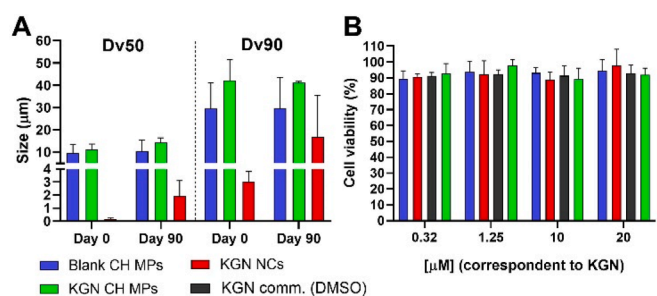 A
B
Dv50
Dv90
Size (µm)
60
50
40
30
20
10
4
3
2
1
0
Day 0
Day 90
Day 0
Day 90
Blank CH MPs
KGN NCs
KGN CH MPs
KGN comm. (DMSO)
Cell viability (%)
110
100
90
80
70
60
50
40
30
20
10
0
0.32
1.25
10
20
[µM] (correspondent to KGN)